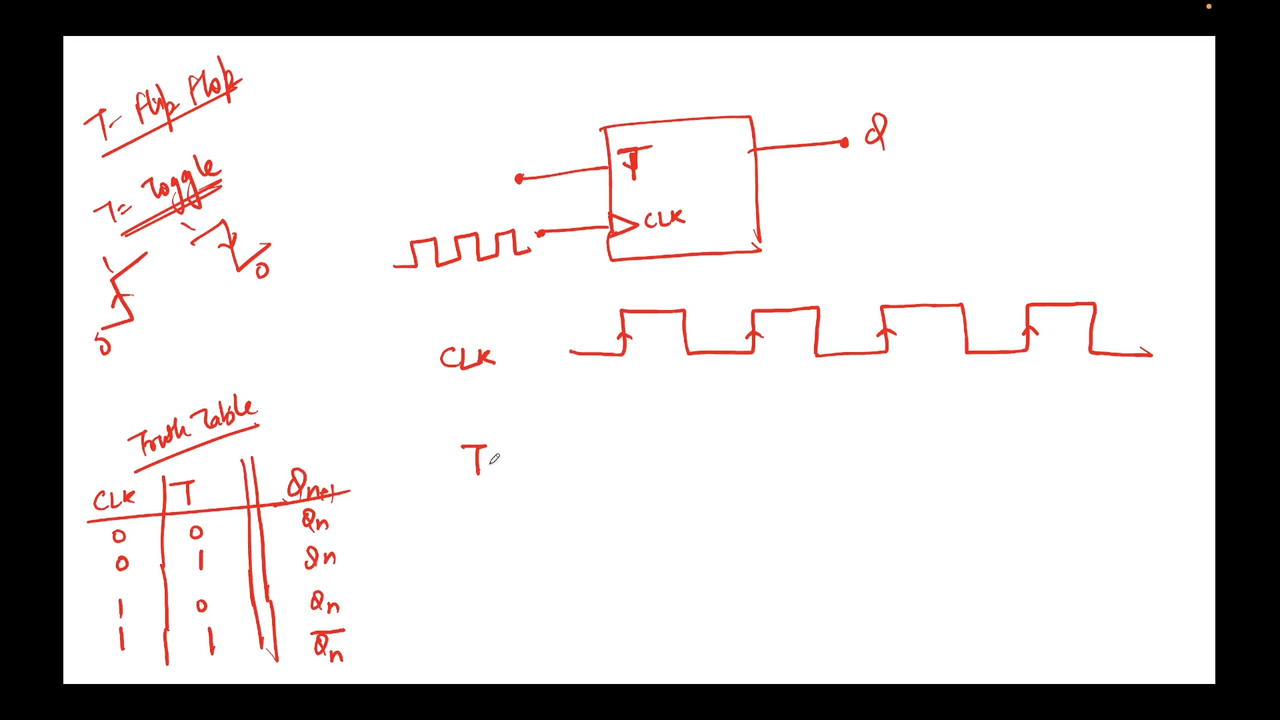 T- Flip Flop
T= Toggle
1
0
1
0
T
CLK
Q
CLK
T
Truth Table
CLK T Qn+1
0 0 Qn
0 1 Qn
1 0 Qn
1 1 Q̅n